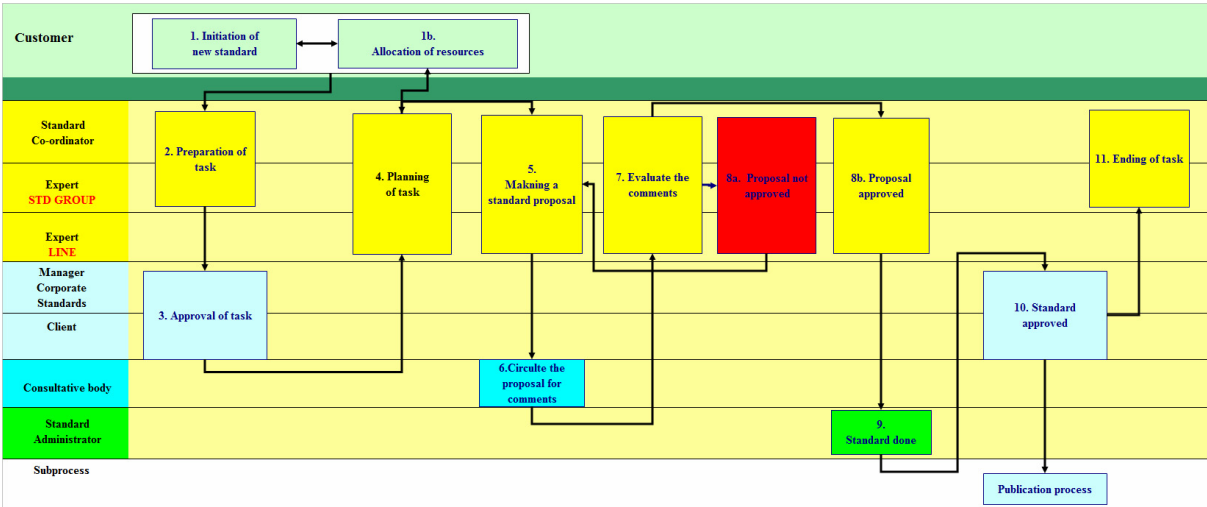 Customer
1. Initiation of
new standard
1b.
Allocation of resources
Standard
Co-ordinator
Expert
STD GROUP
Expert
LINE
Manager
Corporate
Standards
Client
Consultative body
Standard
Administrator
Subprocess
2. Preparation of
task
3. Approval of task
4. Planning
of task
5.
Makning a
standard proposal
6.Circulte the
proposal for
comments
7. Evaluate the
comments
8a. Proposal not
approved
8b. Proposal
approved
9.
Standard done
10. Standard
approved
11. Ending of task
Publication process